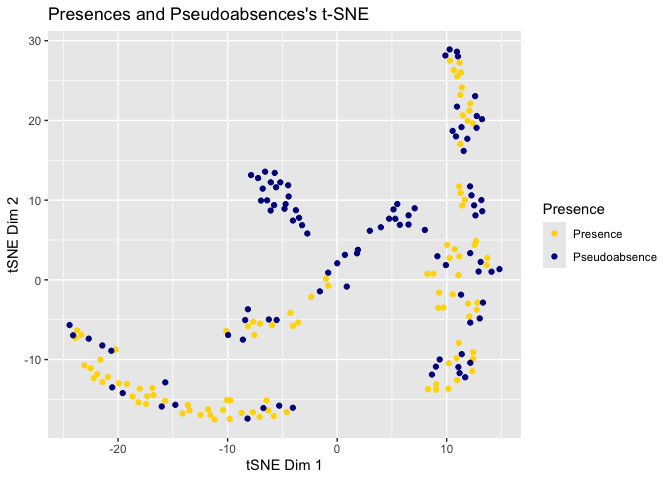 Presences and Pseudoabsences's t-SNE
30
20
10
0
-10
tSNE Dim 2
-20
-10
0
10
tSNE Dim 1
Presence
Presence
Pseudoabsence